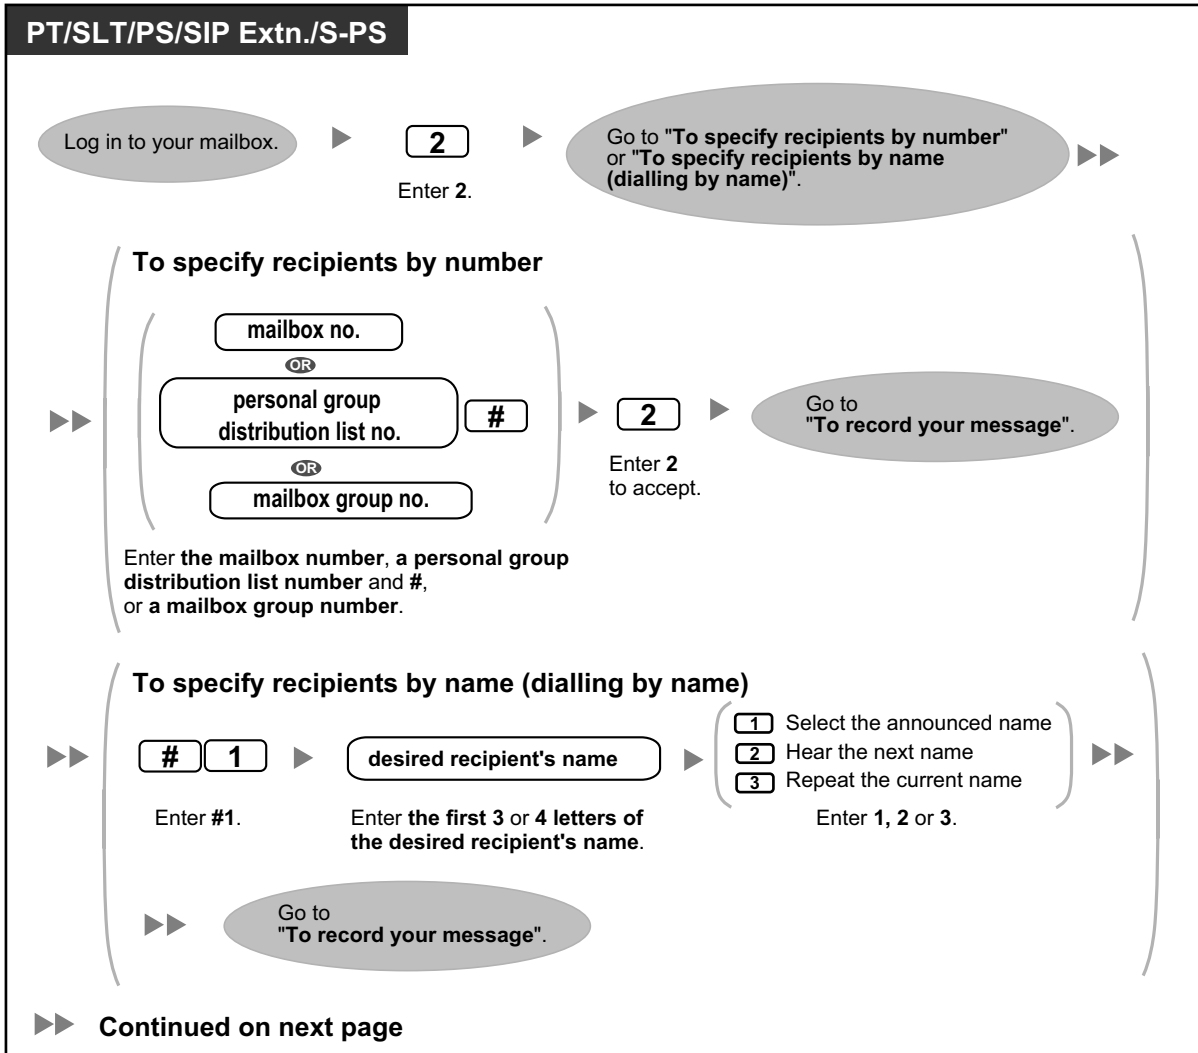 PT/SLT/PS/SIP Extn./S-PS
Log in to your mailbox.
2
Enter 2.
Go to "To specify recipients by number"
or "To specify recipients by name
(dialling by name)".
To specify recipients by number
mailbox no.
OR
personal group
distribution list no.
#
OR
mailbox group no.
Enter the mailbox number, a personal group
distribution list number and #,
or a mailbox group number.
2
Enter 2
to accept.
Go to
"To record your message".
To specify recipients by name (dialling by name)
# 1
Enter #1.
desired recipient's name
Enter the first 3 or 4 letters of
the desired recipient's name.
1 Select the announced name
2 Hear the next name
3 Repeat the current name
Enter 1, 2 or 3.
Go to
"To record your message".
Continued on next page